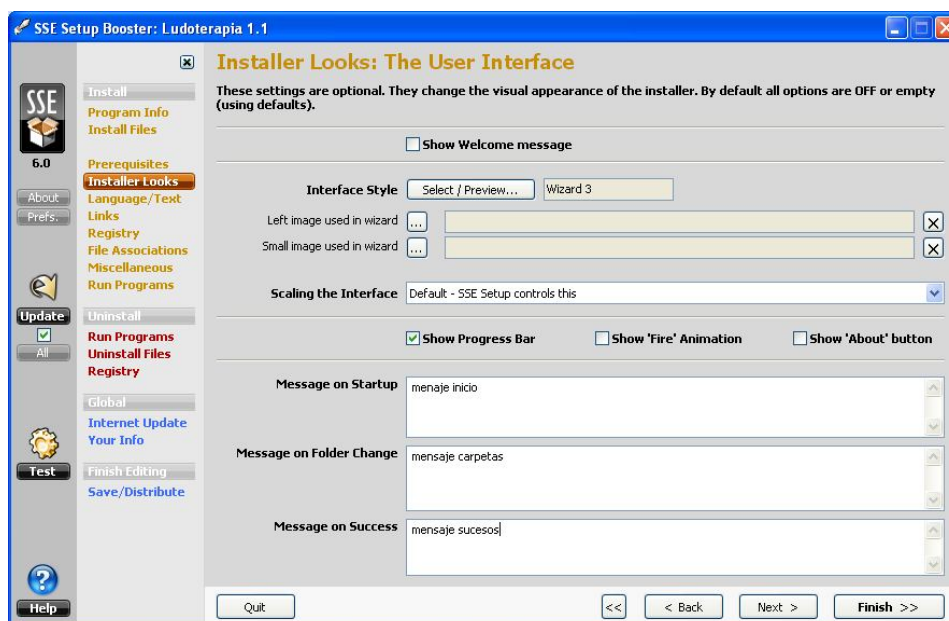 SSE Setup Booster: Ludoterapia 1.1
SSE
6.0
About
Prefs.
Update
All
Test
Help
Install
Program Info
Install Files
Prerequisites
Installer Looks
Language/Text
Links
Registry
File Associations
Miscellaneous
Run Programs
Uninstall
Run Programs
Uninstall Files
Registry
Global
Internet Update
Your Info
Finish Editing
Save/Distribute
Installer Looks: The User Interface
These settings are optional. They change the visual appearance of the installer. By default all options are OFF or empty
(using defaults).
Show Welcome message
Interface Style Select / Preview... Wizard 3
Left image used in wizard ...
Small image used in wizard ...
Scaling the Interface Default - SSE Setup controls this
Show Progress Bar Show 'Fire' Animation Show 'About' button
Message on Startup menaje inicio
Message on Folder Change mensaje carpetas
Message on Success mensaje sucesos
Quit << < Back Next > Finish >>